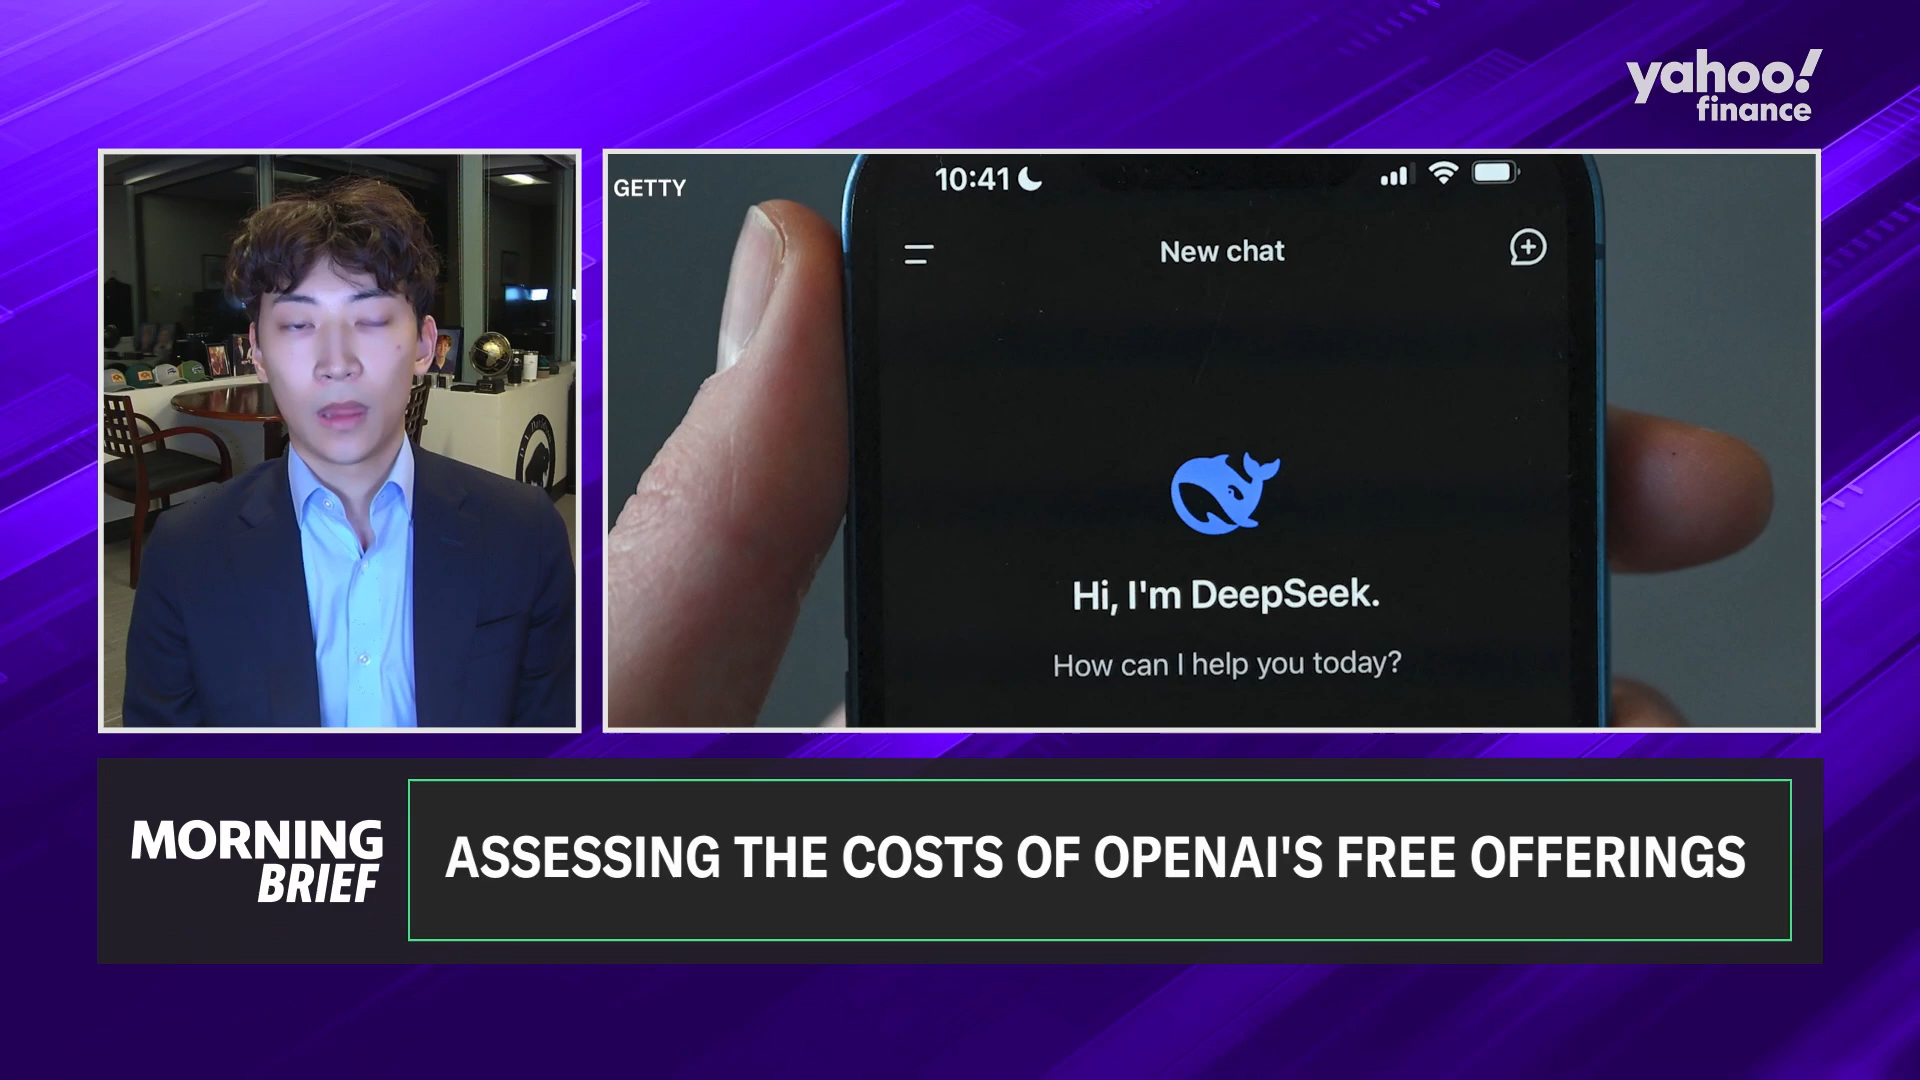 yahoo!
finance
GETTY
10:41
New chat
Hi, I'm DeepSeek.
How can I help you today?
MORNING
BRIEF
ASSESSING THE COSTS OF OPENAI'S FREE OFFERINGS